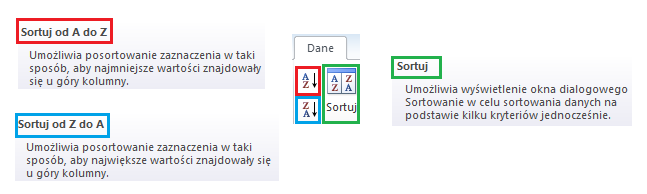 Sortuj od A do Z
Umożliwia posortowanie zaznaczenia w taki
sposób, aby najmniejsze wartości znajdowały
się u góry kolumny.
Sortuj od Z do A
Umożliwia posortowanie zaznaczenia w taki
sposób, aby największe wartości znajdowały się
u góry kolumny.
Dane
A Z
Z A
A Z
Z A
Sortuj
Sortuj
Umożliwia wyświetlenie okna dialogowego
Sortowanie w celu sortowania danych na
podstawie kilku kryteriów jednocześnie.